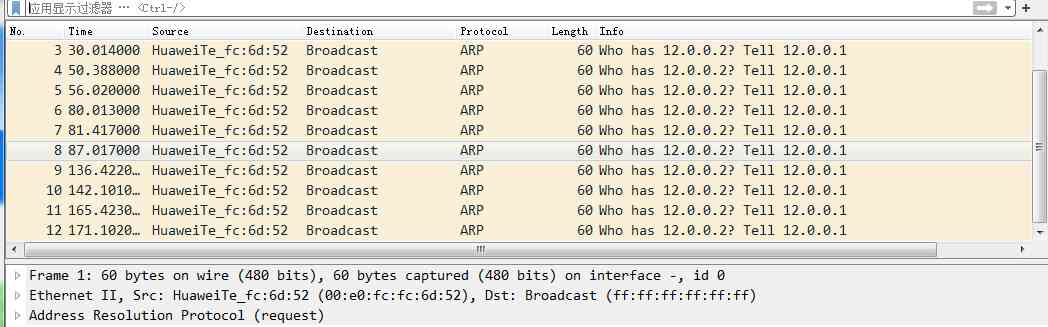 应用显示过滤器 … <Ctrl-/>
No. Time Source Destination Protocol Length Info
3 30.014000 HuaweiTe_fc:6d:52 Broadcast ARP 60 Who has 12.0.0.2? Tell 12.0.0.1
4 50.388000 HuaweiTe_fc:6d:52 Broadcast ARP 60 Who has 12.0.0.2? Tell 12.0.0.1
5 56.020000 HuaweiTe_fc:6d:52 Broadcast ARP 60 Who has 12.0.0.2? Tell 12.0.0.1
6 80.013000 HuaweiTe_fc:6d:52 Broadcast ARP 60 Who has 12.0.0.2? Tell 12.0.0.1
7 81.417000 HuaweiTe_fc:6d:52 Broadcast ARP 60 Who has 12.0.0.2? Tell 12.0.0.1
8 87.017000 HuaweiTe_fc:6d:52 Broadcast ARP 60 Who has 12.0.0.2? Tell 12.0.0.1
9 136.4220… HuaweiTe_fc:6d:52 Broadcast ARP 60 Who has 12.0.0.2? Tell 12.0.0.1
10 142.1010… HuaweiTe_fc:6d:52 Broadcast ARP 60 Who has 12.0.0.2? Tell 12.0.0.1
11 165.4230… HuaweiTe_fc:6d:52 Broadcast ARP 60 Who has 12.0.0.2? Tell 12.0.0.1
12 171.1020… HuaweiTe_fc:6d:52 Broadcast ARP 60 Who has 12.0.0.2? Tell 12.0.0.1
Frame 1: 60 bytes on wire (480 bits), 60 bytes captured (480 bits) on interface -, id 0
Ethernet II, Src: HuaweiTe_fc:6d:52 (00:e0:fc:fc:6d:52), Dst: Broadcast (ff:ff:ff:ff:ff:ff)
Address Resolution Protocol (request)